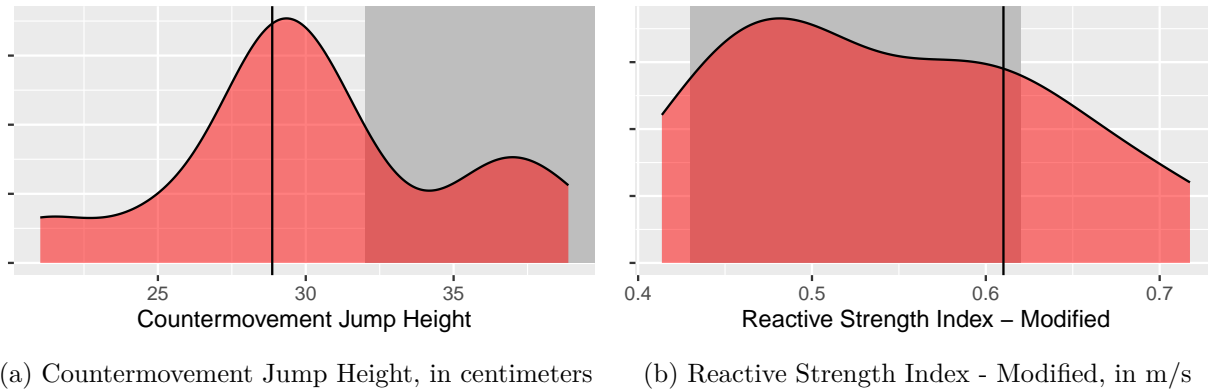 25 30 35
Countermovement Jump Height
0.4 0.5 0.6 0.7
Reactive Strength Index – Modified
(a) Countermovement Jump Height, in centimeters
(b) Reactive Strength Index - Modified, in m/s